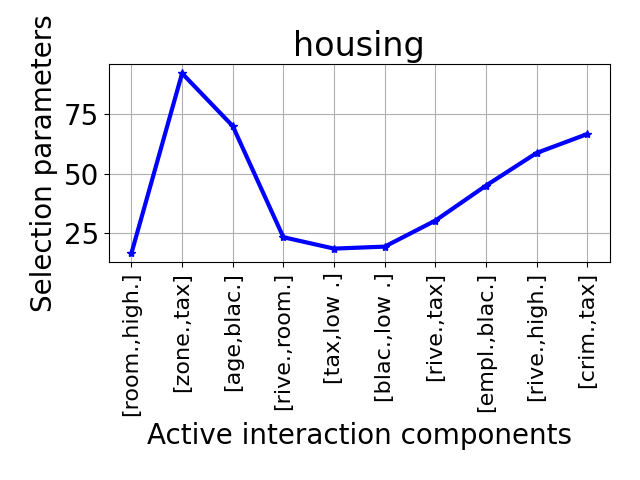 housing
Selection parameters
75
50
25
[room.,high.]
[zone.,tax]
[age,blac.]
[rive.,room.]
[tax,low .]
[blac.,low .]
[rive.,tax]
[empl.,blac.]
[rive.,high.]
[crim.,tax]
Active interaction components